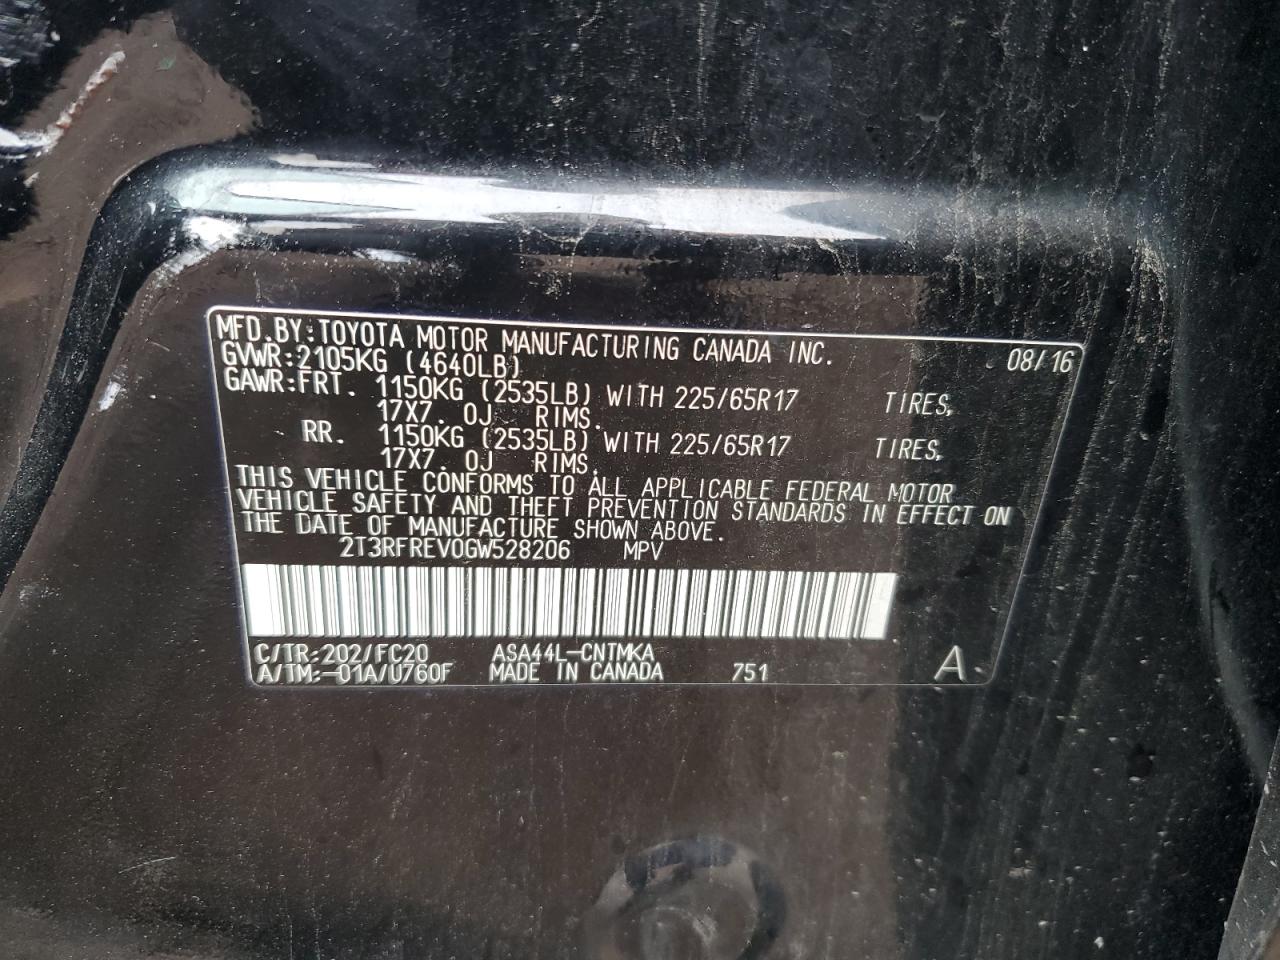 MFD.BY:TOYOTA MOTOR MANUFACTURING CANADA INC. 08/16
GVWR:2105KG (4640LB)
GAWR:FRT. 1150KG (2535LB) WITH 225/65R17 TIRES,
17X7.0J RIMS.
RR. 1150KG (2535LB) WITH 225/65R17 TIRES,
17X7.0J RIMS.
THIS VEHICLE CONFORMS TO ALL APPLICABLE FEDERAL MOTOR
VEHICLE SAFETY AND THEFT PREVENTION STANDARDS IN EFFECT ON
THE DATE OF MANUFACTURE SHOWN ABOVE.
2T3RFREV0GW528206 MPV
C/TR:202/FC20 ASA44L-CNTMKA
A/TM:-01A/U760F MADE IN CANADA 751 A